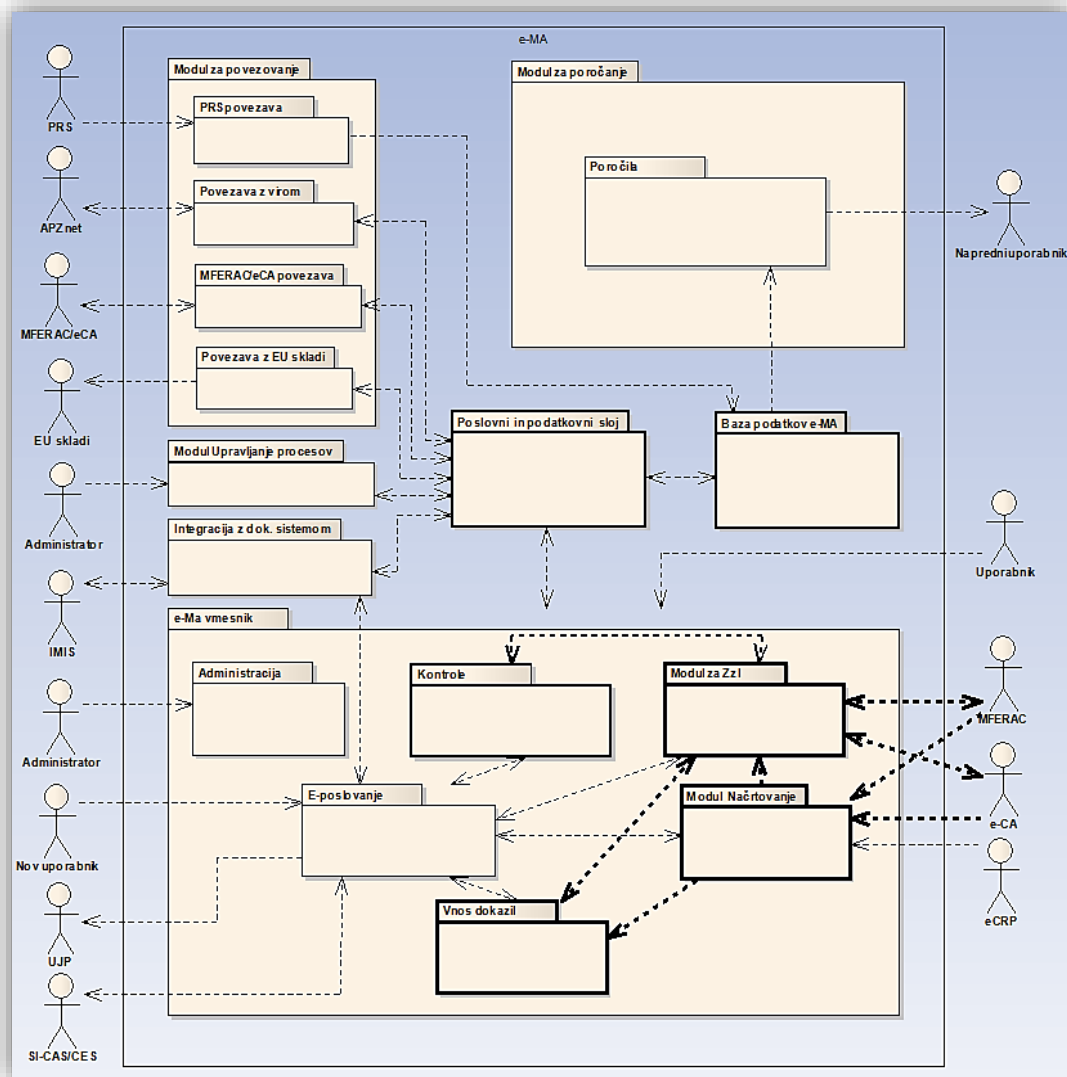 e-MA
Modul za povezovanje
PRS povezava
Povezava z virom
MFERAC/eCA povezava
Povezava z EU skladi
Modul za poročanje
Poročila
PRS
APZnet
MFERAC/eCA
EU skladi
Administrator
IMIS
Administrator
Nov uporabnik
UJP
SI-CAS/CES
Napredni uporabnik
Uporabnik
MFERAC
e-CA
eCRP
Modul Upravljanje procesov
Integracija z dok. sistemom
Poslovni in podatkovni sloj
Baza podatkov e-MA
e-Ma vmesnik
Administracija
Kontrole
Modul za ZzI
E-poslovanje
Modul Načrtovanje
Vnos dokazil